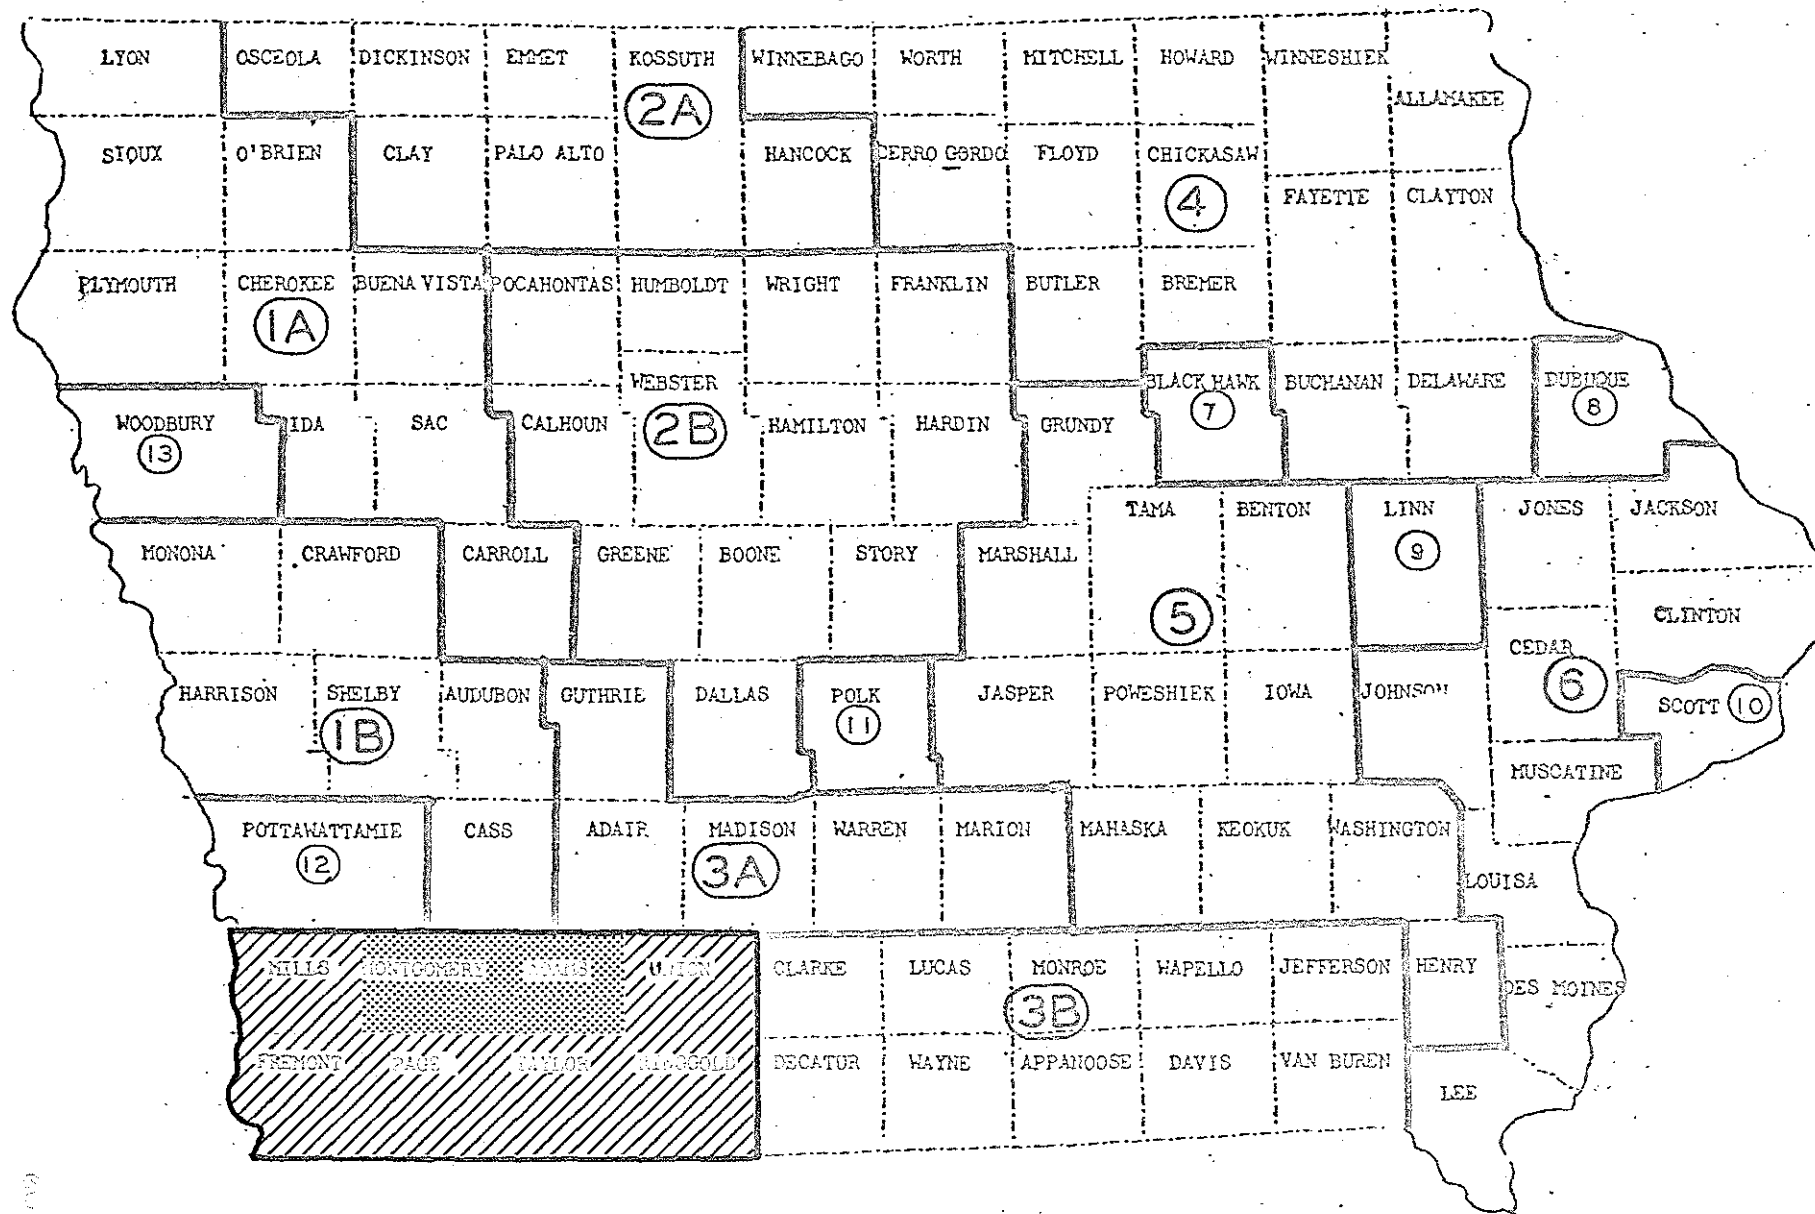 LYON OSCEOLA DICKINSON EMMET KOSSUTH WINNEBAGO WORTH MITCHELL HOWARD WINNESHIEK
2A
ALLAMAKEE
SIOUX O'BRIEN CLAY PALO ALTO HANCOCK CERRO GORDO FLOYD CHICKASAW
4
FAYETTE CLAYTON
PLYMOUTH CHEROKEE BUENA VISTA POCAHONTAS HUMBOLDT WRIGHT FRANKLIN BUTLER BREMER
1A
WEBSTER BLACK HAWK BUCHANAN DELAWARE DUBUQUE
7 8
WOODBURY IDA SAC CALHOUN 2B HAMILTON HARDIN GRUNDY
13
TAMA BENTON LINN JONES JACKSON
MONONA CRAWFORD CARROLL GREENE BOONE STORY MARSHALL 9
5 CLINTON
CEDAR
HARRISON SHELBY AUDUBON GUTHRIE DALLAS POLK JASPER POWESHIEK IOWA JOHNSON 6
1B 11 SCOTT 10
MUSCATINE
POTTAWATTAMIE CASS ADAIR MADISON WARREN MARION MAHASKA KEOKUK WASHINGTON
12 3A
LOUISA
MILLS MONTGOMERY ADAMS UNION CLARKE LUCAS MONROE WAPELLO JEFFERSON HENRY
DES MOINES
3B
FREMONT PAGE TAYLOR RINGGOLD DECATUR WAYNE APPANOOSE DAVIS VAN BUREN
LEE